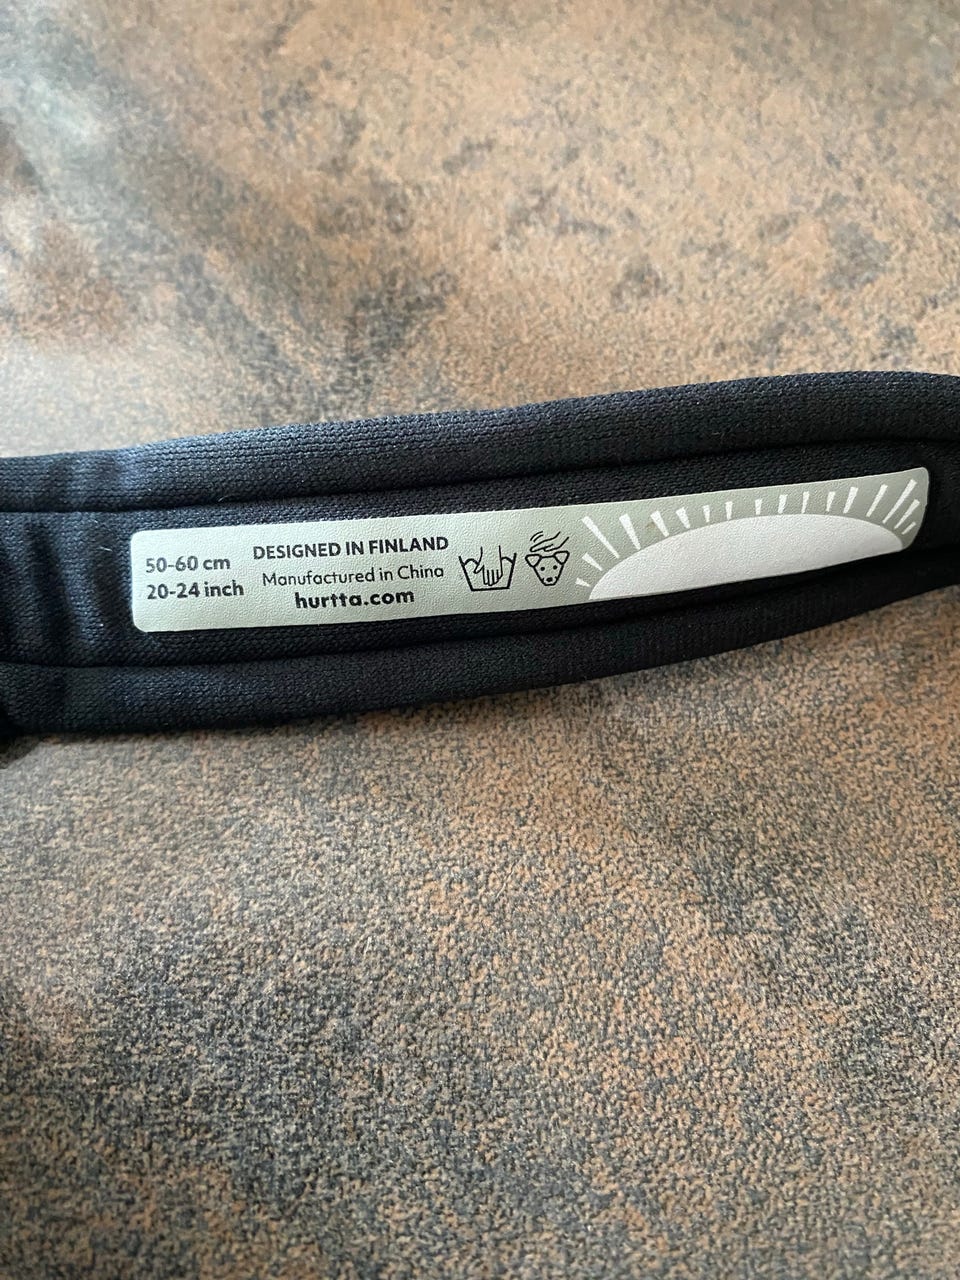 50-60 cm
20-24 inch
DESIGNED IN FINLAND
Manufactured in China
hurtta.com